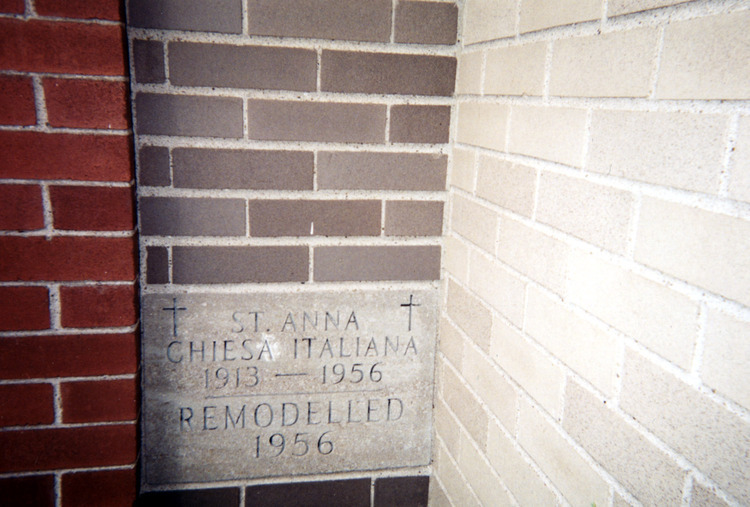 ST. ANNA
CHIESA ITALIANA
1913 — 1956
REMODELLED
1956